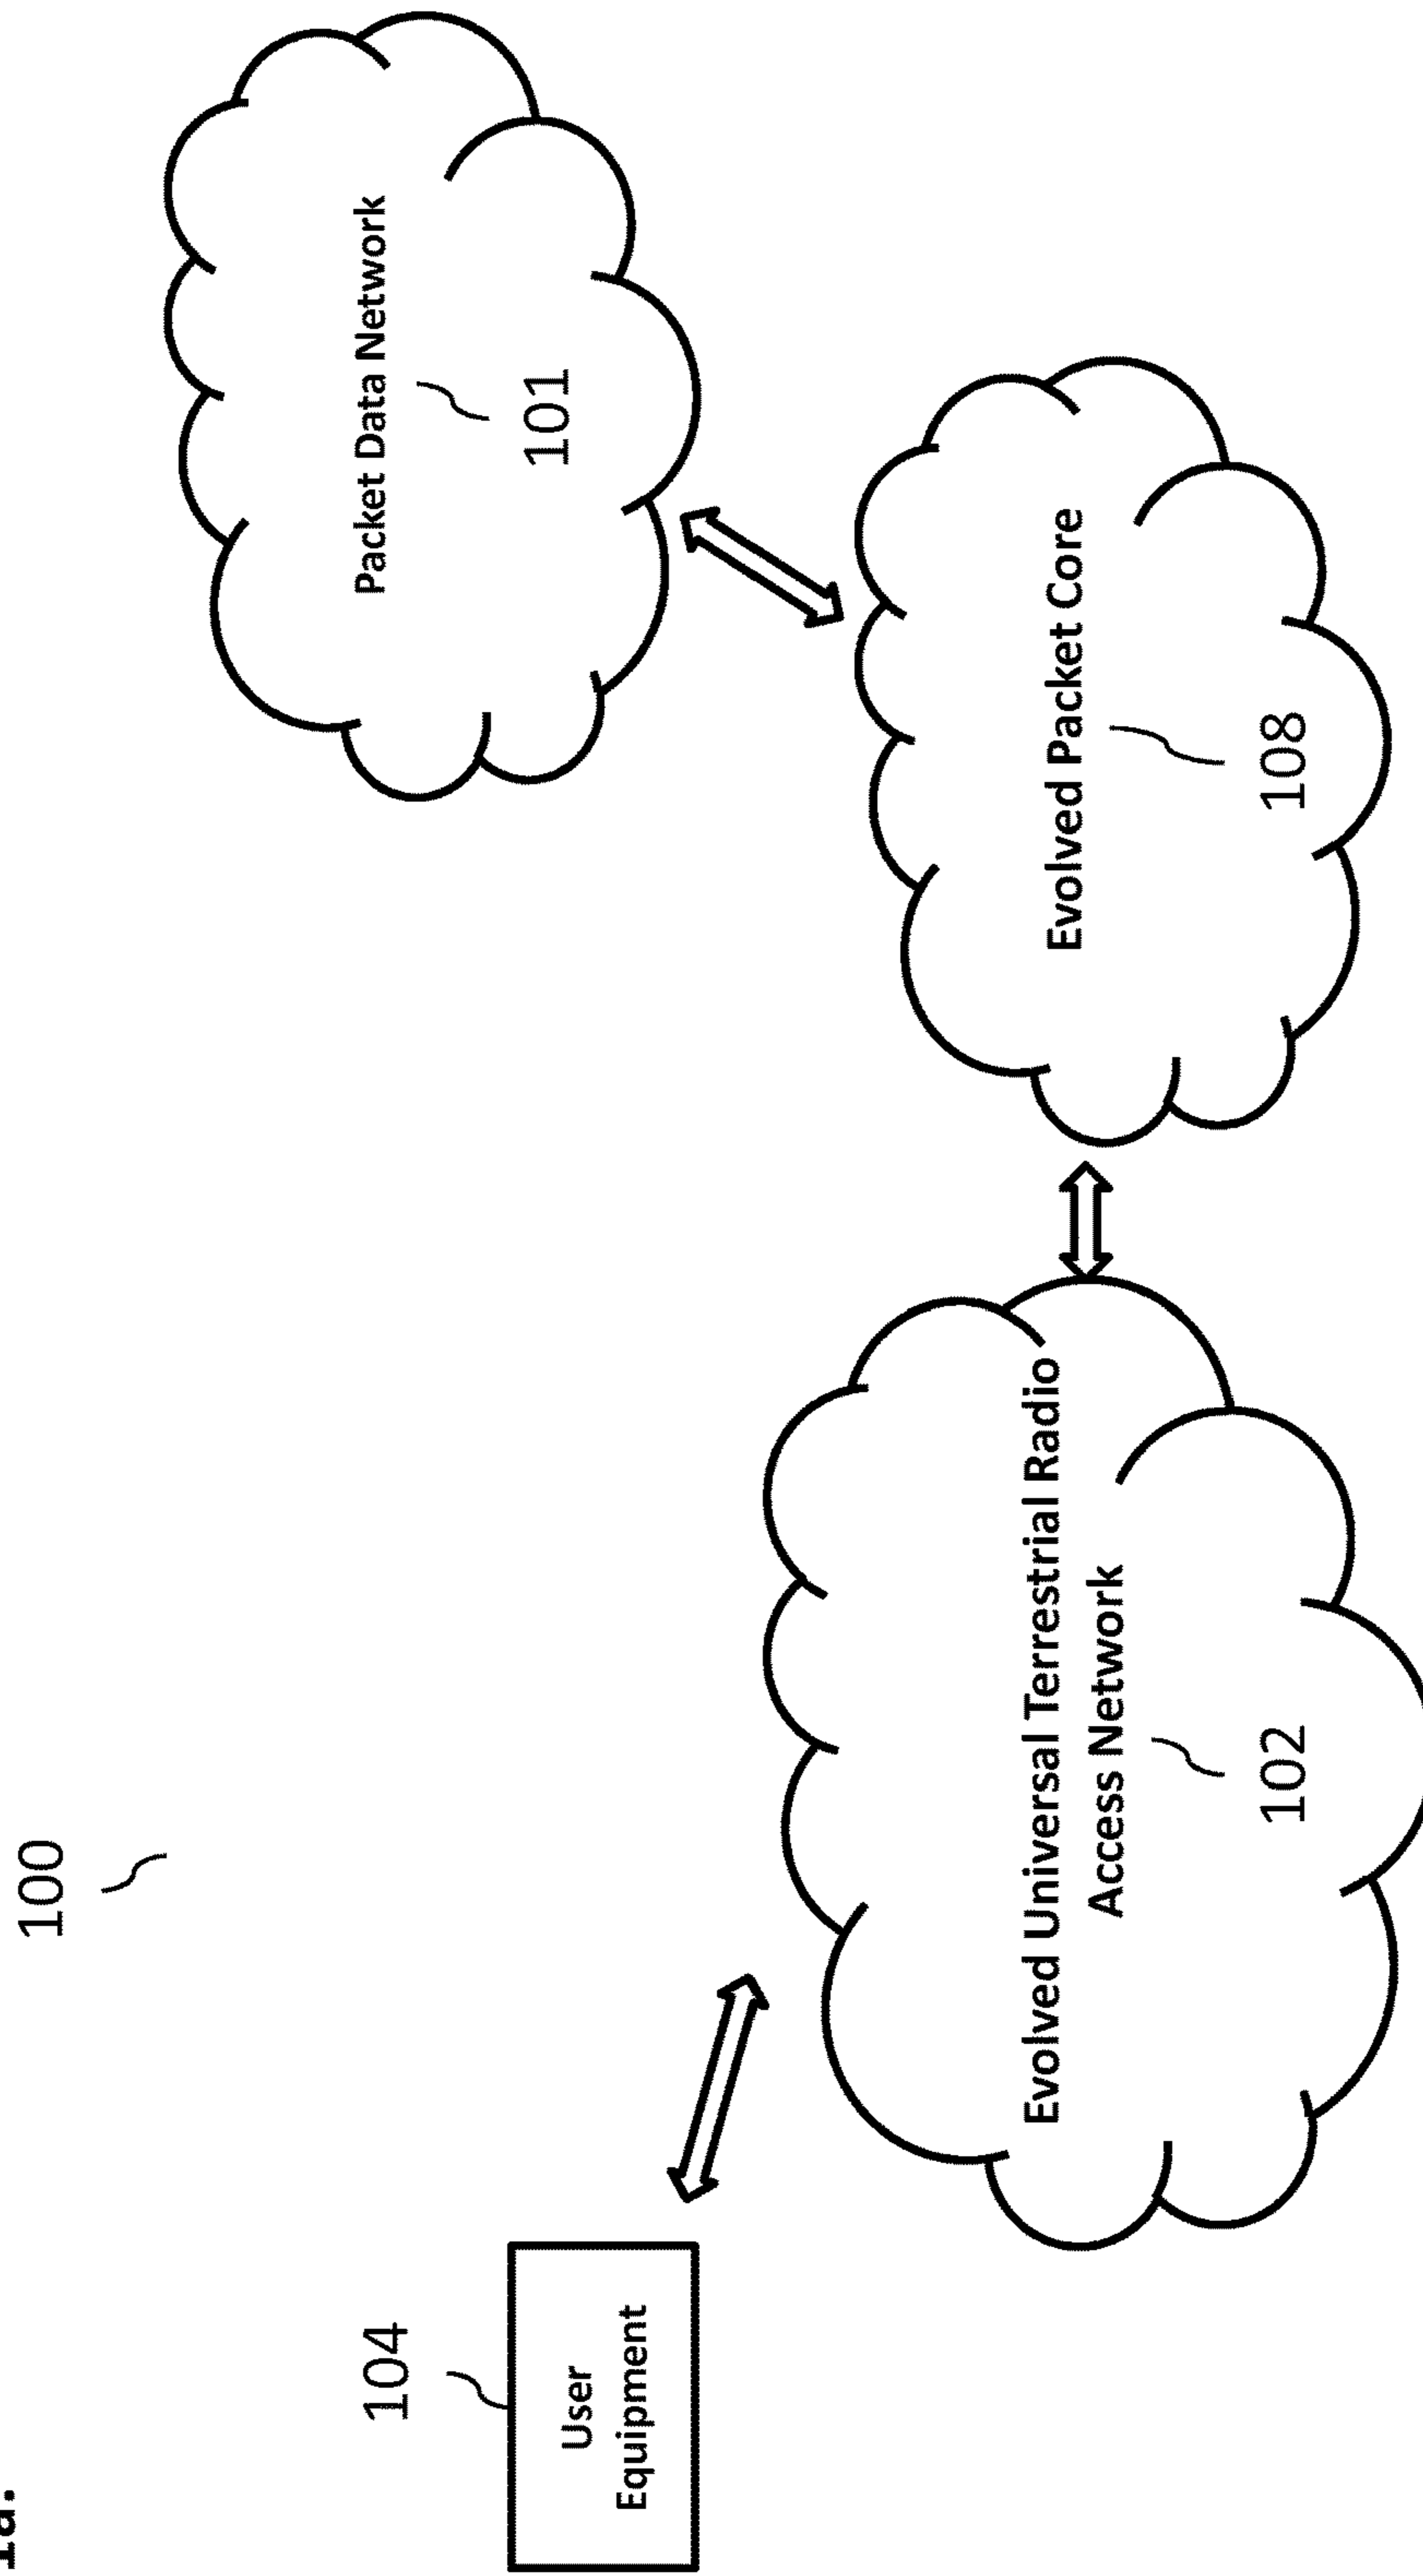 1a.
100
104
User
Equipment
Packet Data Network
101
Evolved Universal Terrestrial Radio
Access Network
102
Evolved Packet Core
108